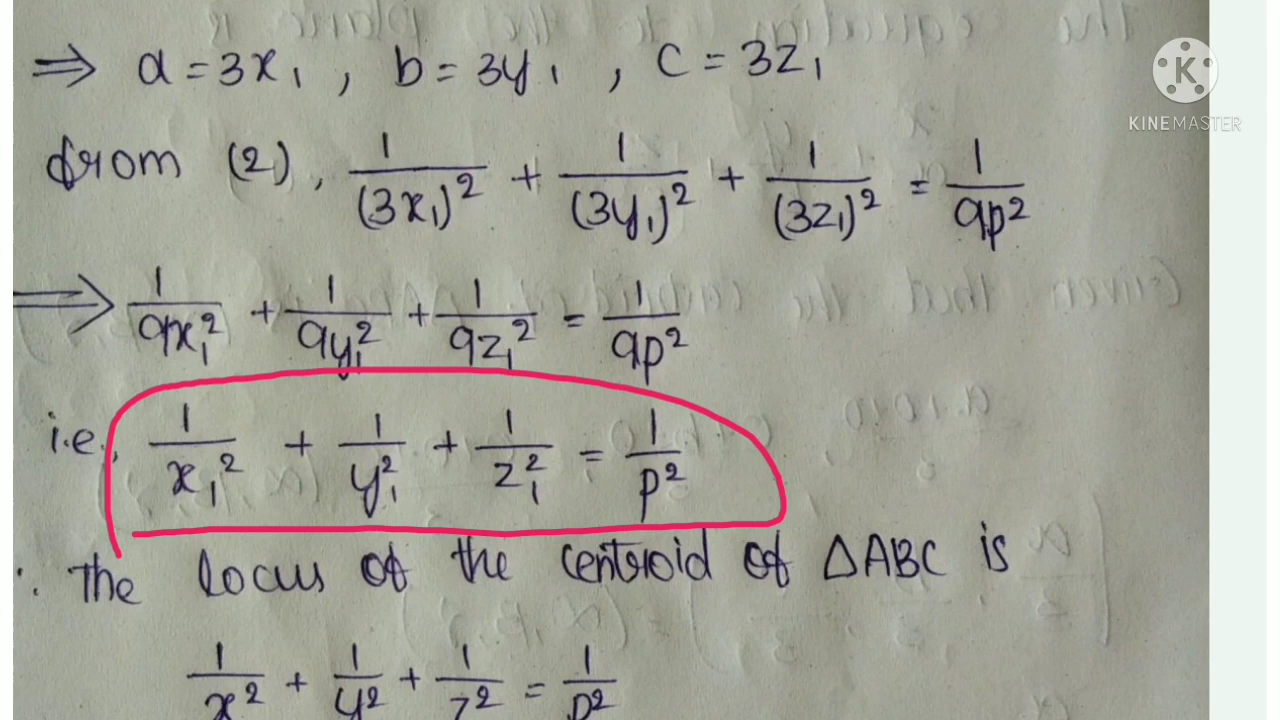 ⇒ a = 3x₁ , b = 3y₁ , c = 3z₁
K
KINEMASTER
from (2), 1/(3x₁)² + 1/(3y₁)² + 1/(3z₁)² = 1/9p²
⇒ 1/9x₁² + 1/9y₁² + 1/9z₁² = 1/9p²
i.e., 1/x₁² + 1/y₁² + 1/z₁² = 1/p²
∴ The locus of the centroid of ΔABC is
1/x² + 1/y² + 1/z² = 1/p²